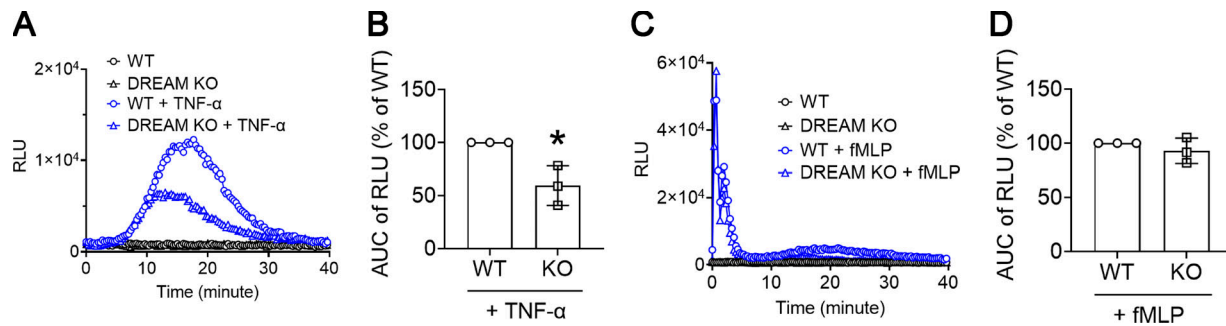 A
RLU
2×10⁴
1×10⁴
0
0 10 20 30 40
Time (minute)
WT
DREAM KO
WT + TNF-α
DREAM KO + TNF-α
B
AUC of RLU (% of WT)
150
100
50
0
*
WT KO
+ TNF-α
C
RLU
6×10⁴
4×10⁴
2×10⁴
0
0 10 20 30 40
Time (minute)
WT
DREAM KO
WT + fMLP
DREAM KO + fMLP
D
AUC of RLU (% of WT)
150
100
50
0
WT KO
+ fMLP